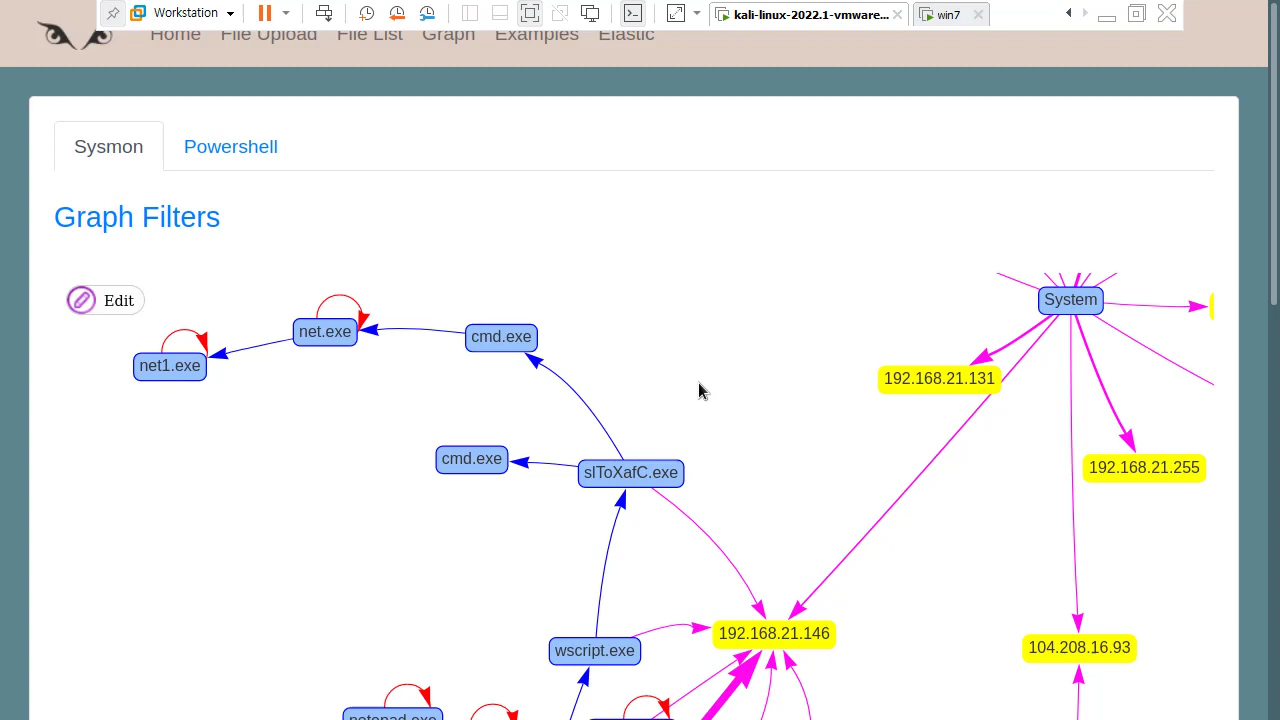 Workstation
kali-linux-2022.1-vmware...
win7
Home File Upload File List Graph Examples Elastic
Sysmon Powershell
Graph Filters
Edit
System
net.exe
cmd.exe
net1.exe
192.168.21.131
cmd.exe
slToXafC.exe
192.168.21.255
192.168.21.146
104.208.16.93
wscript.exe
notepad.exe